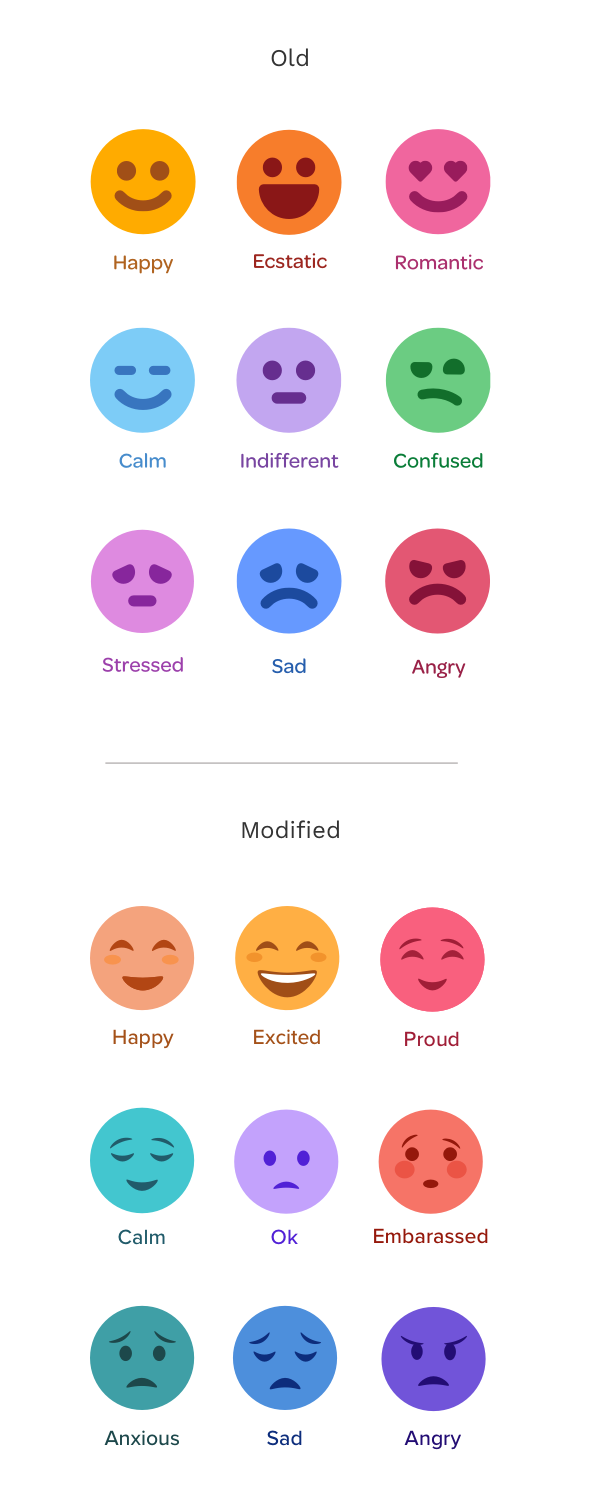 Old
Happy
Ecstatic
Romantic
Calm
Indifferent
Confused
Stressed
Sad
Angry
Modified
Happy
Excited
Proud
Calm
Ok
Embarassed
Anxious
Sad
Angry